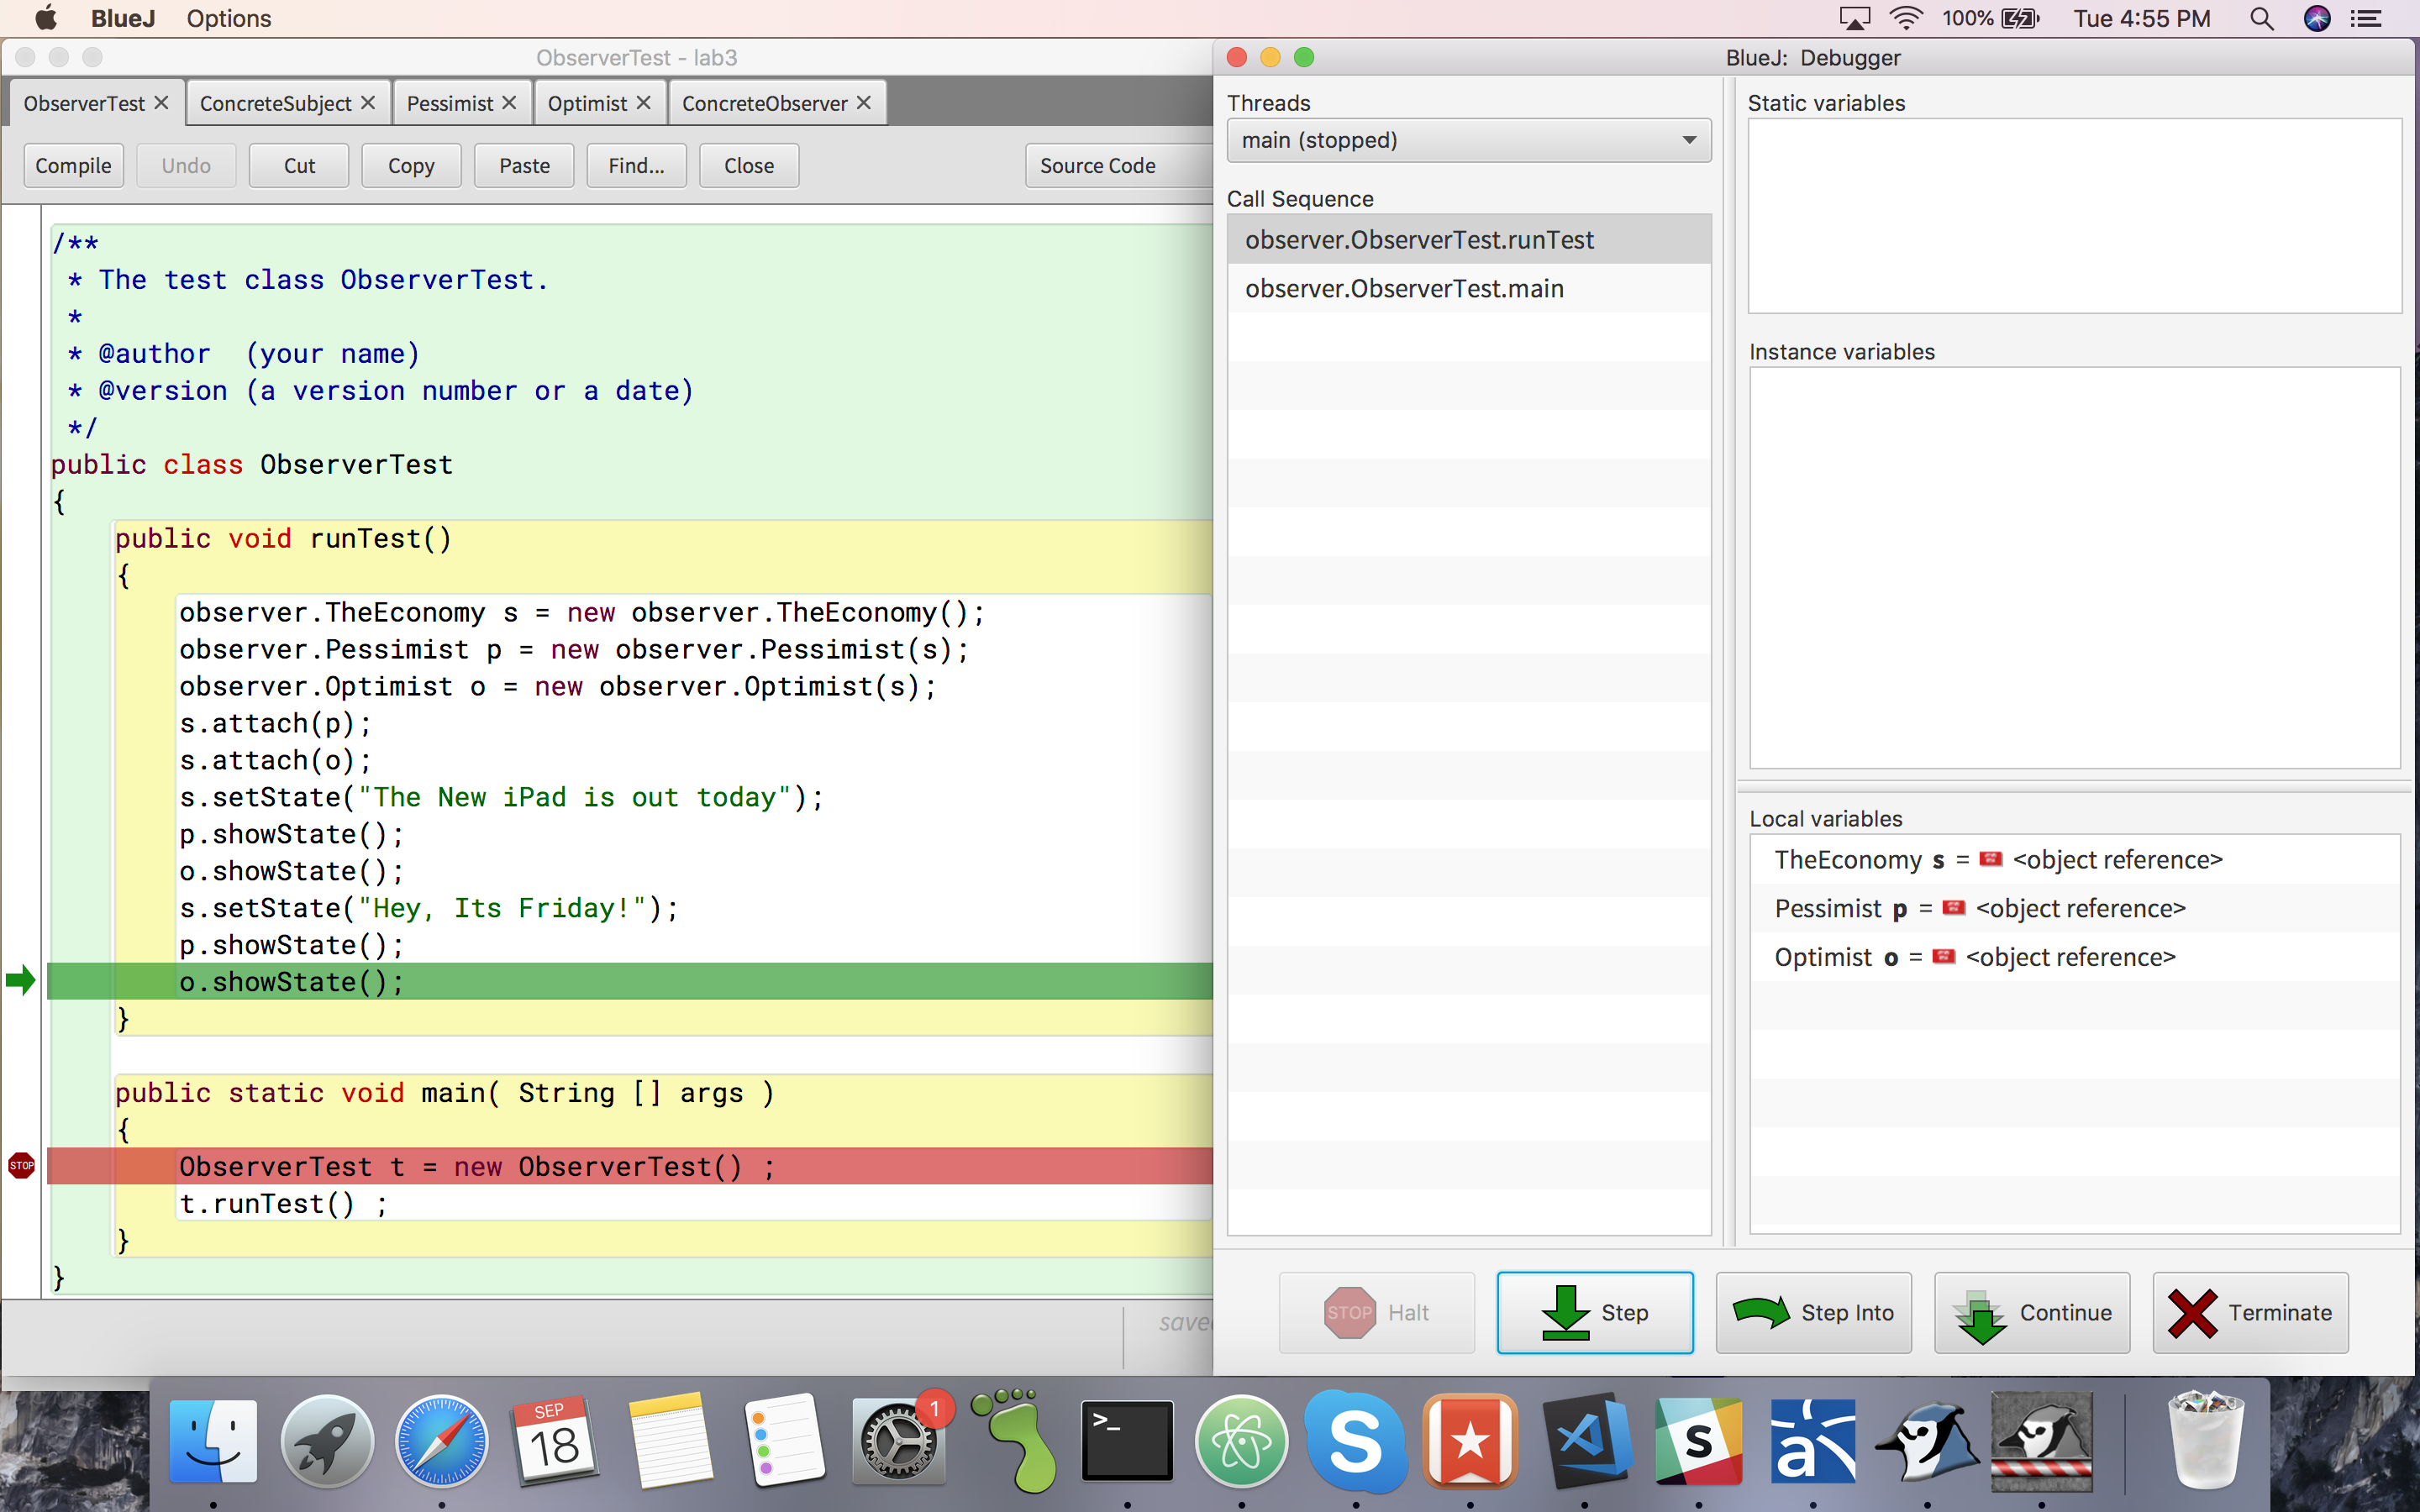 BlueJ Options 100% Tue 4:55 PM
ObserverTest - lab3
ObserverTest ConcreteSubject Pessimist Optimist ConcreteObserver
Compile Undo Cut Copy Paste Find... Close Source Code
/**
* The test class ObserverTest.
*
* @author (your name)
* @version (a version number or a date)
*/
public class ObserverTest
{
public void runTest()
{
observer.TheEconomy s = new observer.TheEconomy();
observer.Pessimist p = new observer.Pessimist(s);
observer.Optimist o = new observer.Optimist(s);
s.attach(p);
s.attach(o);
s.setState("The New iPad is out today");
p.showState();
o.showState();
s.setState("Hey, Its Friday!");
p.showState();
o.showState();
}
public static void main( String [] args )
{
STOP ObserverTest t = new ObserverTest() ;
t.runTest() ;
}
}
save
BlueJ: Debugger
Threads
main (stopped)
Call Sequence
observer.ObserverTest.runTest
observer.ObserverTest.main
Static variables
Instance variables
Local variables
TheEconomy s = <object reference>
Pessimist p = <object reference>
Optimist o = <object reference>
STOP Halt Step Step Into Continue Terminate
SEP
18
1
>_
S
S
a